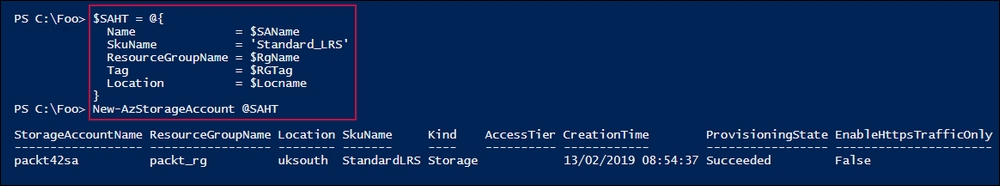 PS C:\Foo> $SAHT = @{
Name = $SAName
SkuName = 'Standard_LRS'
ResourceGroupName = $RgName
Tag = $RGTag
Location = $Locname
}
PS C:\Foo> New-AzStorageAccount @SAHT
StorageAccountName ResourceGroupName Location SkuName Kind AccessTier CreationTime ProvisioningState EnableHttpsTrafficOnly
------------------ ----------------- -------- ------- ---- ---------- ------------ ----------------- ----------------------
packt42sa packt_rg uksouth StandardLRS Storage 13/02/2019 08:54:37 Succeeded False